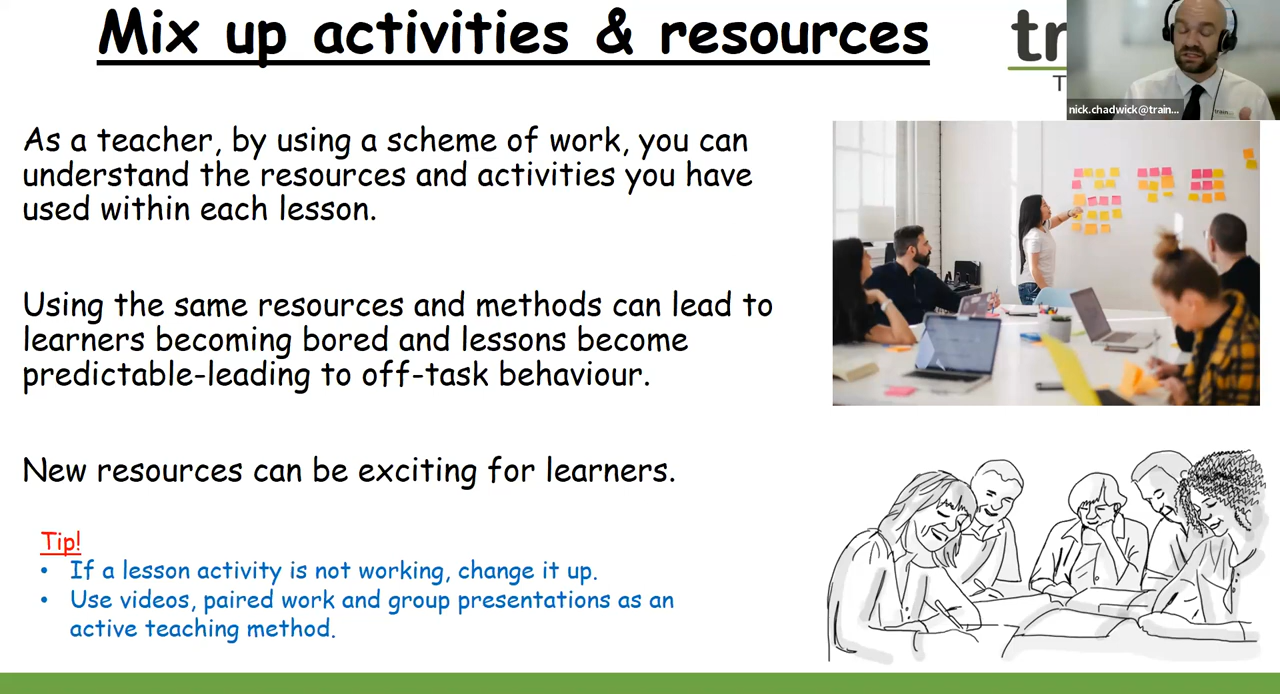 Mix up activities & resources
tr
T
nick.chadwick@train...
train...
As a teacher, by using a scheme of work, you can
understand the resources and activities you have
used within each lesson.
Using the same resources and methods can lead to
learners becoming bored and lessons become
predictable-leading to off-task behaviour.
New resources can be exciting for learners.
Tip!
• If a lesson activity is not working, change it up.
• Use videos, paired work and group presentations as an
active teaching method.